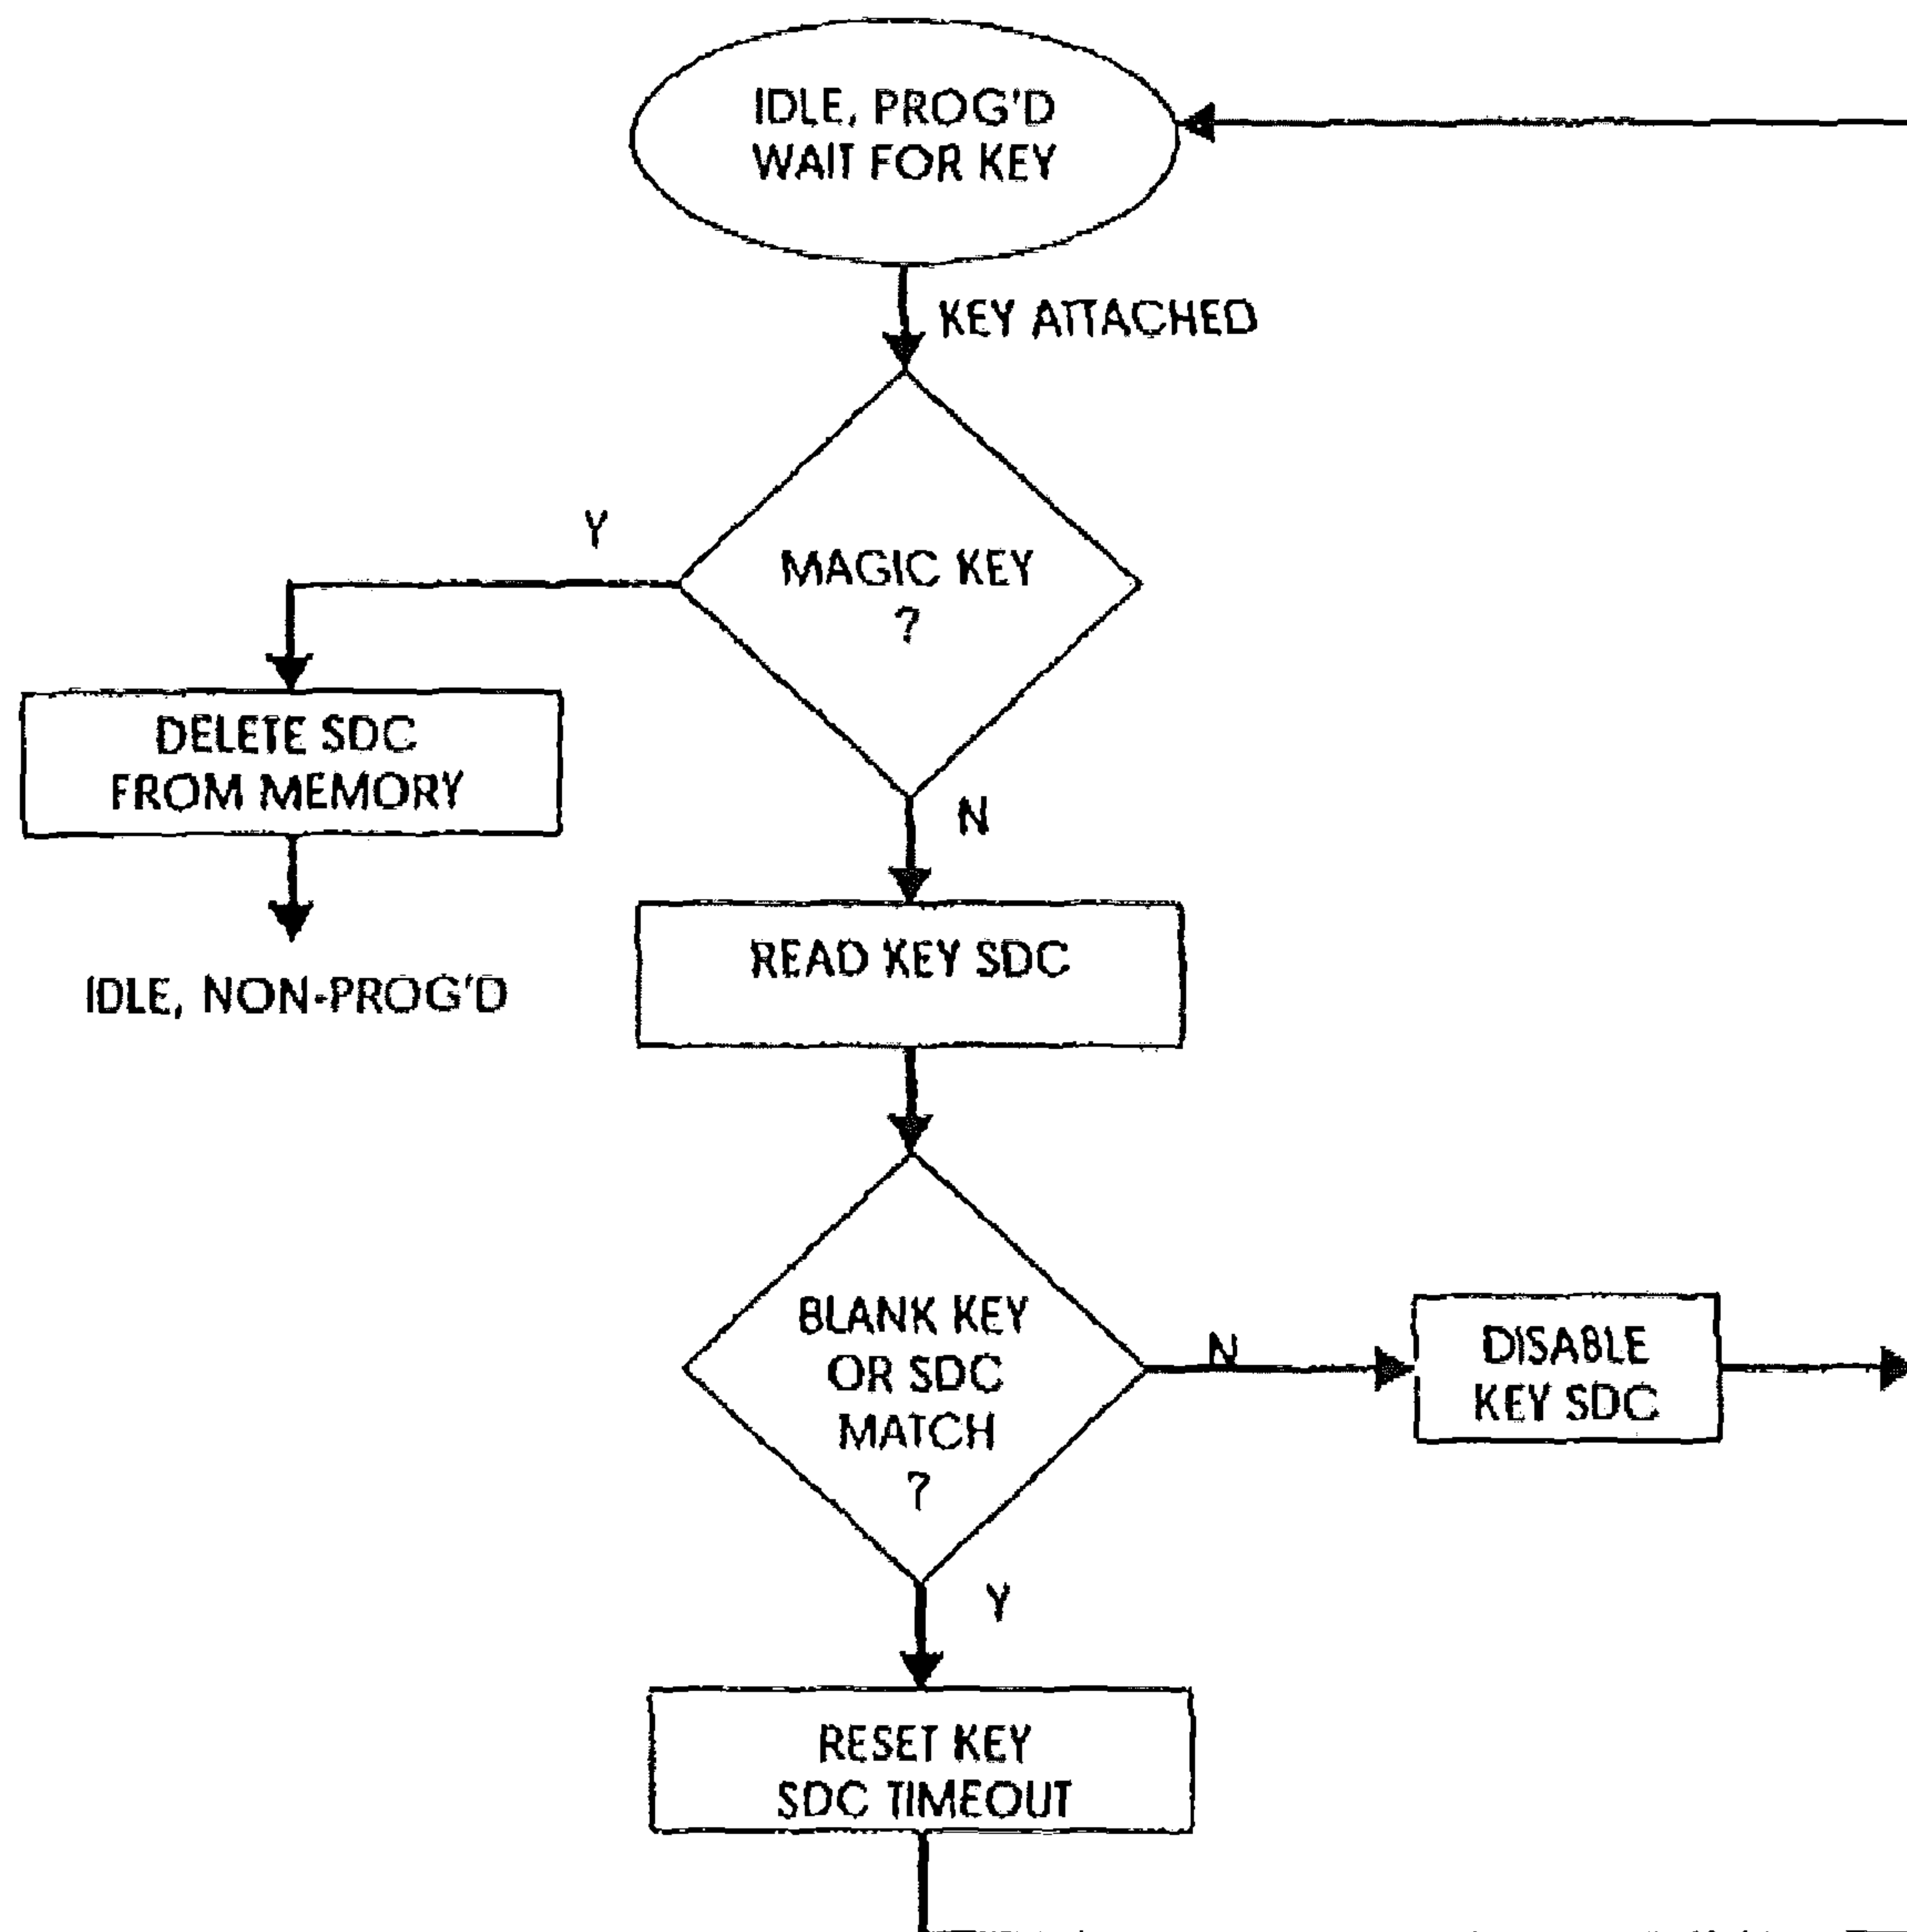 IDLE, PROG'D
WAIT FOR KEY
KEY ATTACHED
Y
MAGIC KEY
?
DELETE SDC
FROM MEMORY
N
IDLE, NON-PROG'D
READ KEY SDC
BLANK KEY
OR SDC
MATCH
?
N
DISABLE
KEY SDC
Y
RESET KEY
SDC TIMEOUT